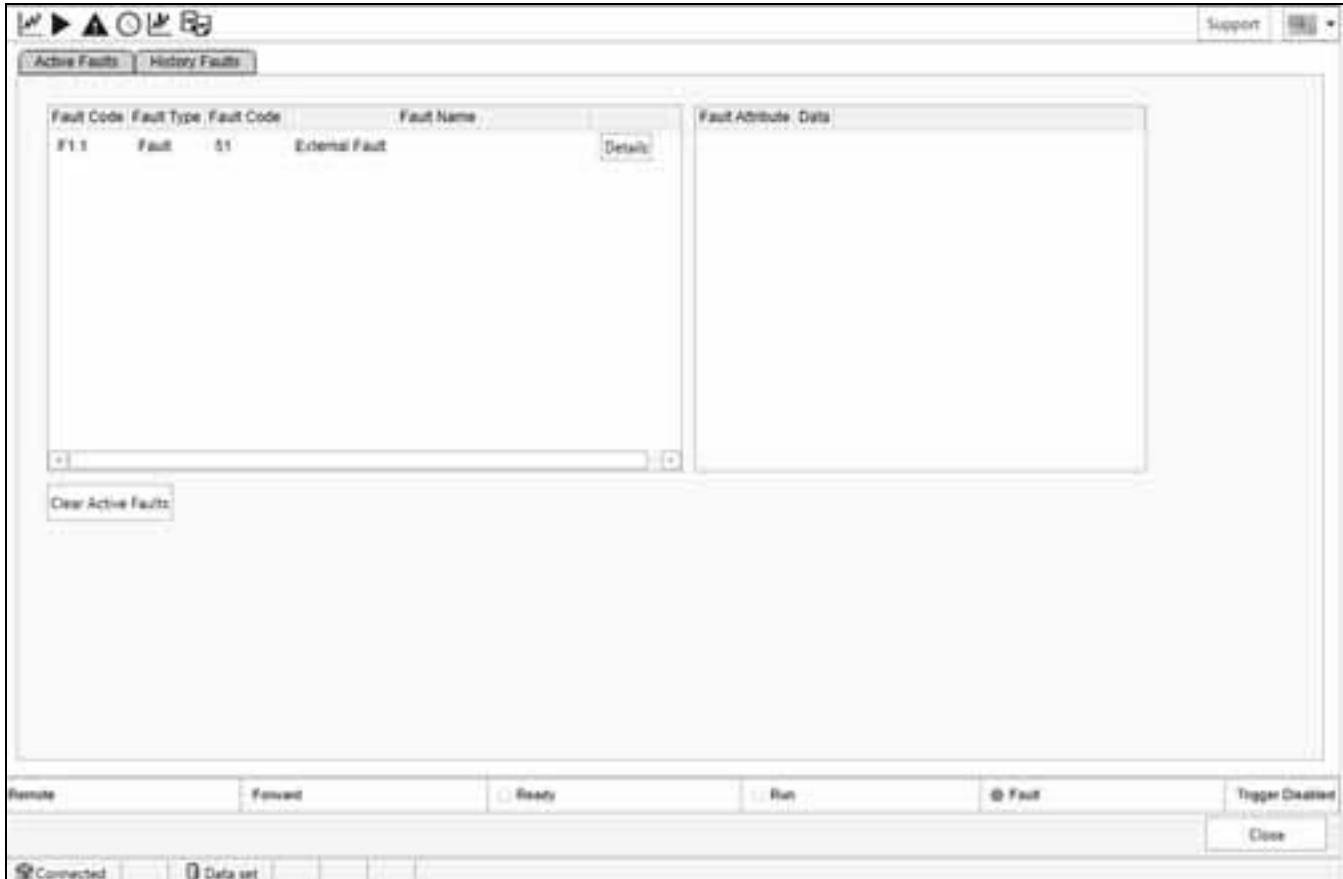 Support
Active Faults History Faults
Fault Code Fault Type Fault Code Fault Name
Fault Attribute Data
F1.1 Fault 51 External Fault Details
Clear Active Faults
Remote Forward Ready Run Fault Trigger Disabled
Close
Connected Data set